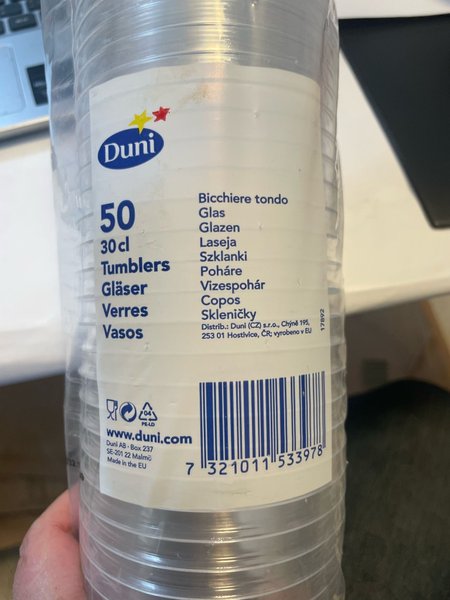 Duni
50
30 cl
Tumblers
Gläser
Verres
Vasos
Bicchiere tondo
Glas
Glazen
Laseja
Szklanki
Poháre
Vizespohár
Copos
Skleničky
Distrib.: Duni (CZ) s.r.o., Chýně 195,
253 01 Hostivice, ČR; vyrobeno v EU
17892
04
PE-LD
www.duni.com
Duni AB - Box 237
SE-201 22 Malmö
Made in the EU
7 321011 533978